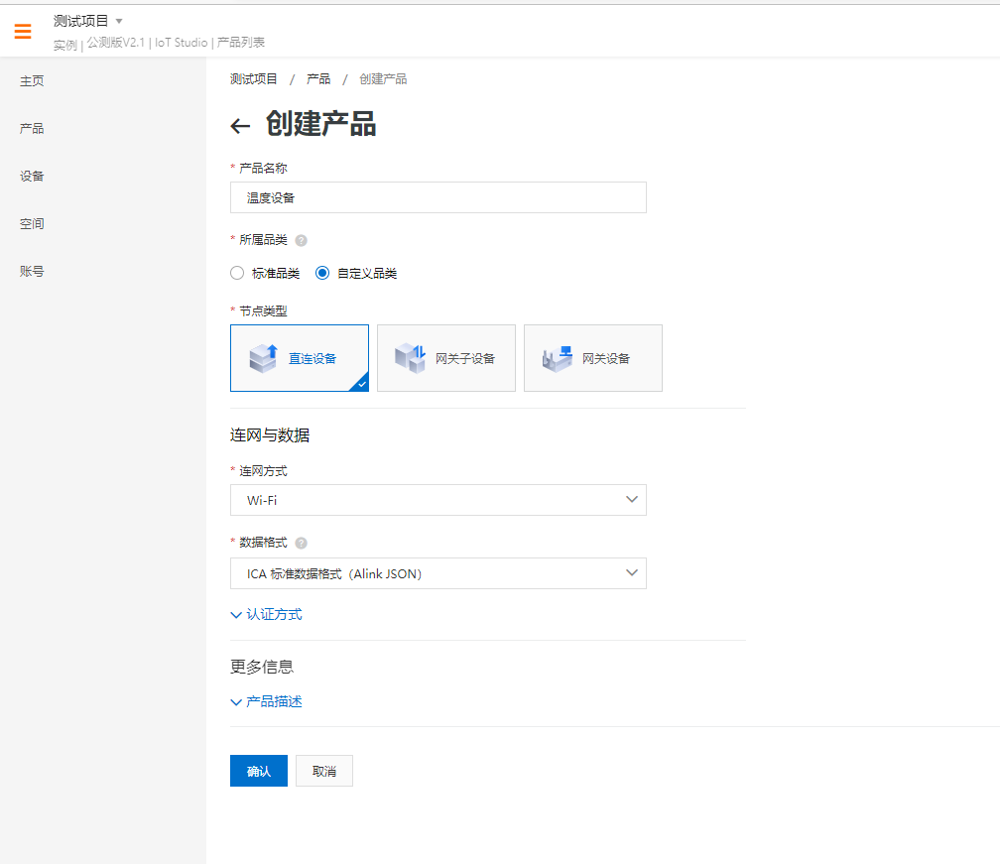 测试项目
实例 | 公测版V2.1 | IoT Studio | 产品列表
主页
产品
设备
空间
账号
测试项目 / 产品 / 创建产品
创建产品
* 产品名称
温度设备
* 所属品类
标准品类 自定义品类
* 节点类型
直连设备 网关子设备 网关设备
连网与数据
* 连网方式
Wi-Fi
* 数据格式
ICA 标准数据格式（Alink JSON）
认证方式
更多信息
产品描述
确认 取消